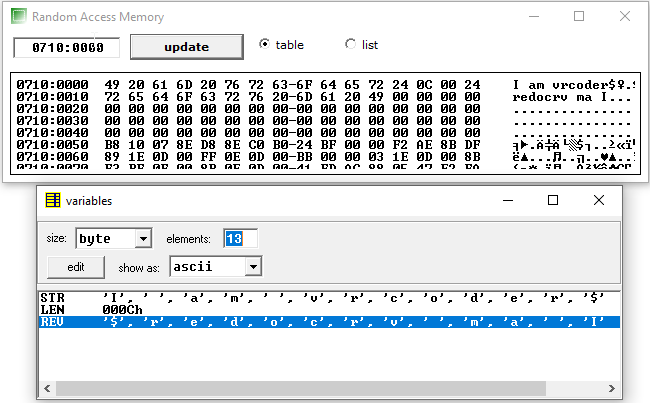 Random Access Memory
0710:0060 update table list
0710:0000 49 20 61 6D 20 76 72 63-6F 64 65 72 24 0C 00 24 I am vrcoder$♀.$
0710:0010 72 65 64 6F 63 72 76 20-6D 61 20 49 00 00 00 00 redocrv ma I...
0710:0020 00 00 00 00 00 00 00 00-00 00 00 00 00 00 00 00 ...............
0710:0030 00 00 00 00 00 00 00 00-00 00 00 00 00 00 00 00 ...............
0710:0040 00 00 00 00 00 00 00 00-00 00 00 00 00 00 00 00 ...............
0710:0050 B8 10 07 8E D8 8E C0 B0-24 BF 00 00 F2 AE 8B DF
0710:0060 89 1E 0D 00 FF 0E 0D 00-BB 00 00 03 1E 0D 00 8B
0710:0070
variables
size: byte elements: 13
edit show as: ascii
STR 'I', ' ', 'a', 'm', ' ', 'v', 'r', 'c', 'o', 'd', 'e', 'r', '$'
LEN 000Ch
REV '$', 'r', 'e', 'd', 'o', 'c', 'r', 'v', ' ', 'm', 'a', ' ', 'I'